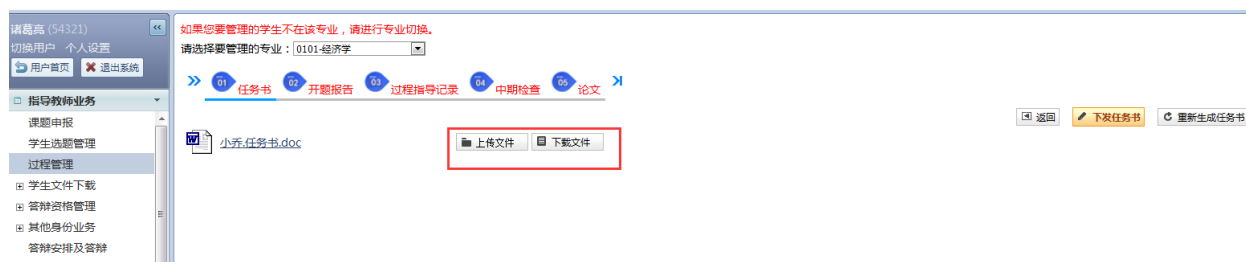 诸葛亮 (54321)
切换用户 个人设置
用户首页 退出系统
指导教师业务
课题申报
学生选题管理
过程管理
学生文件下载
答辩资格管理
其他身份业务
答辩安排及答辩
如果您要管理的学生不在该专业，请进行专业切换。
请选择要管理的专业：0101-经济学
01 任务书 02 开题报告 03 过程指导记录 04 中期检查 05 论文
返回 下发任务书 重新生成任务书
小乔.任务书.doc 上传文件 下载文件